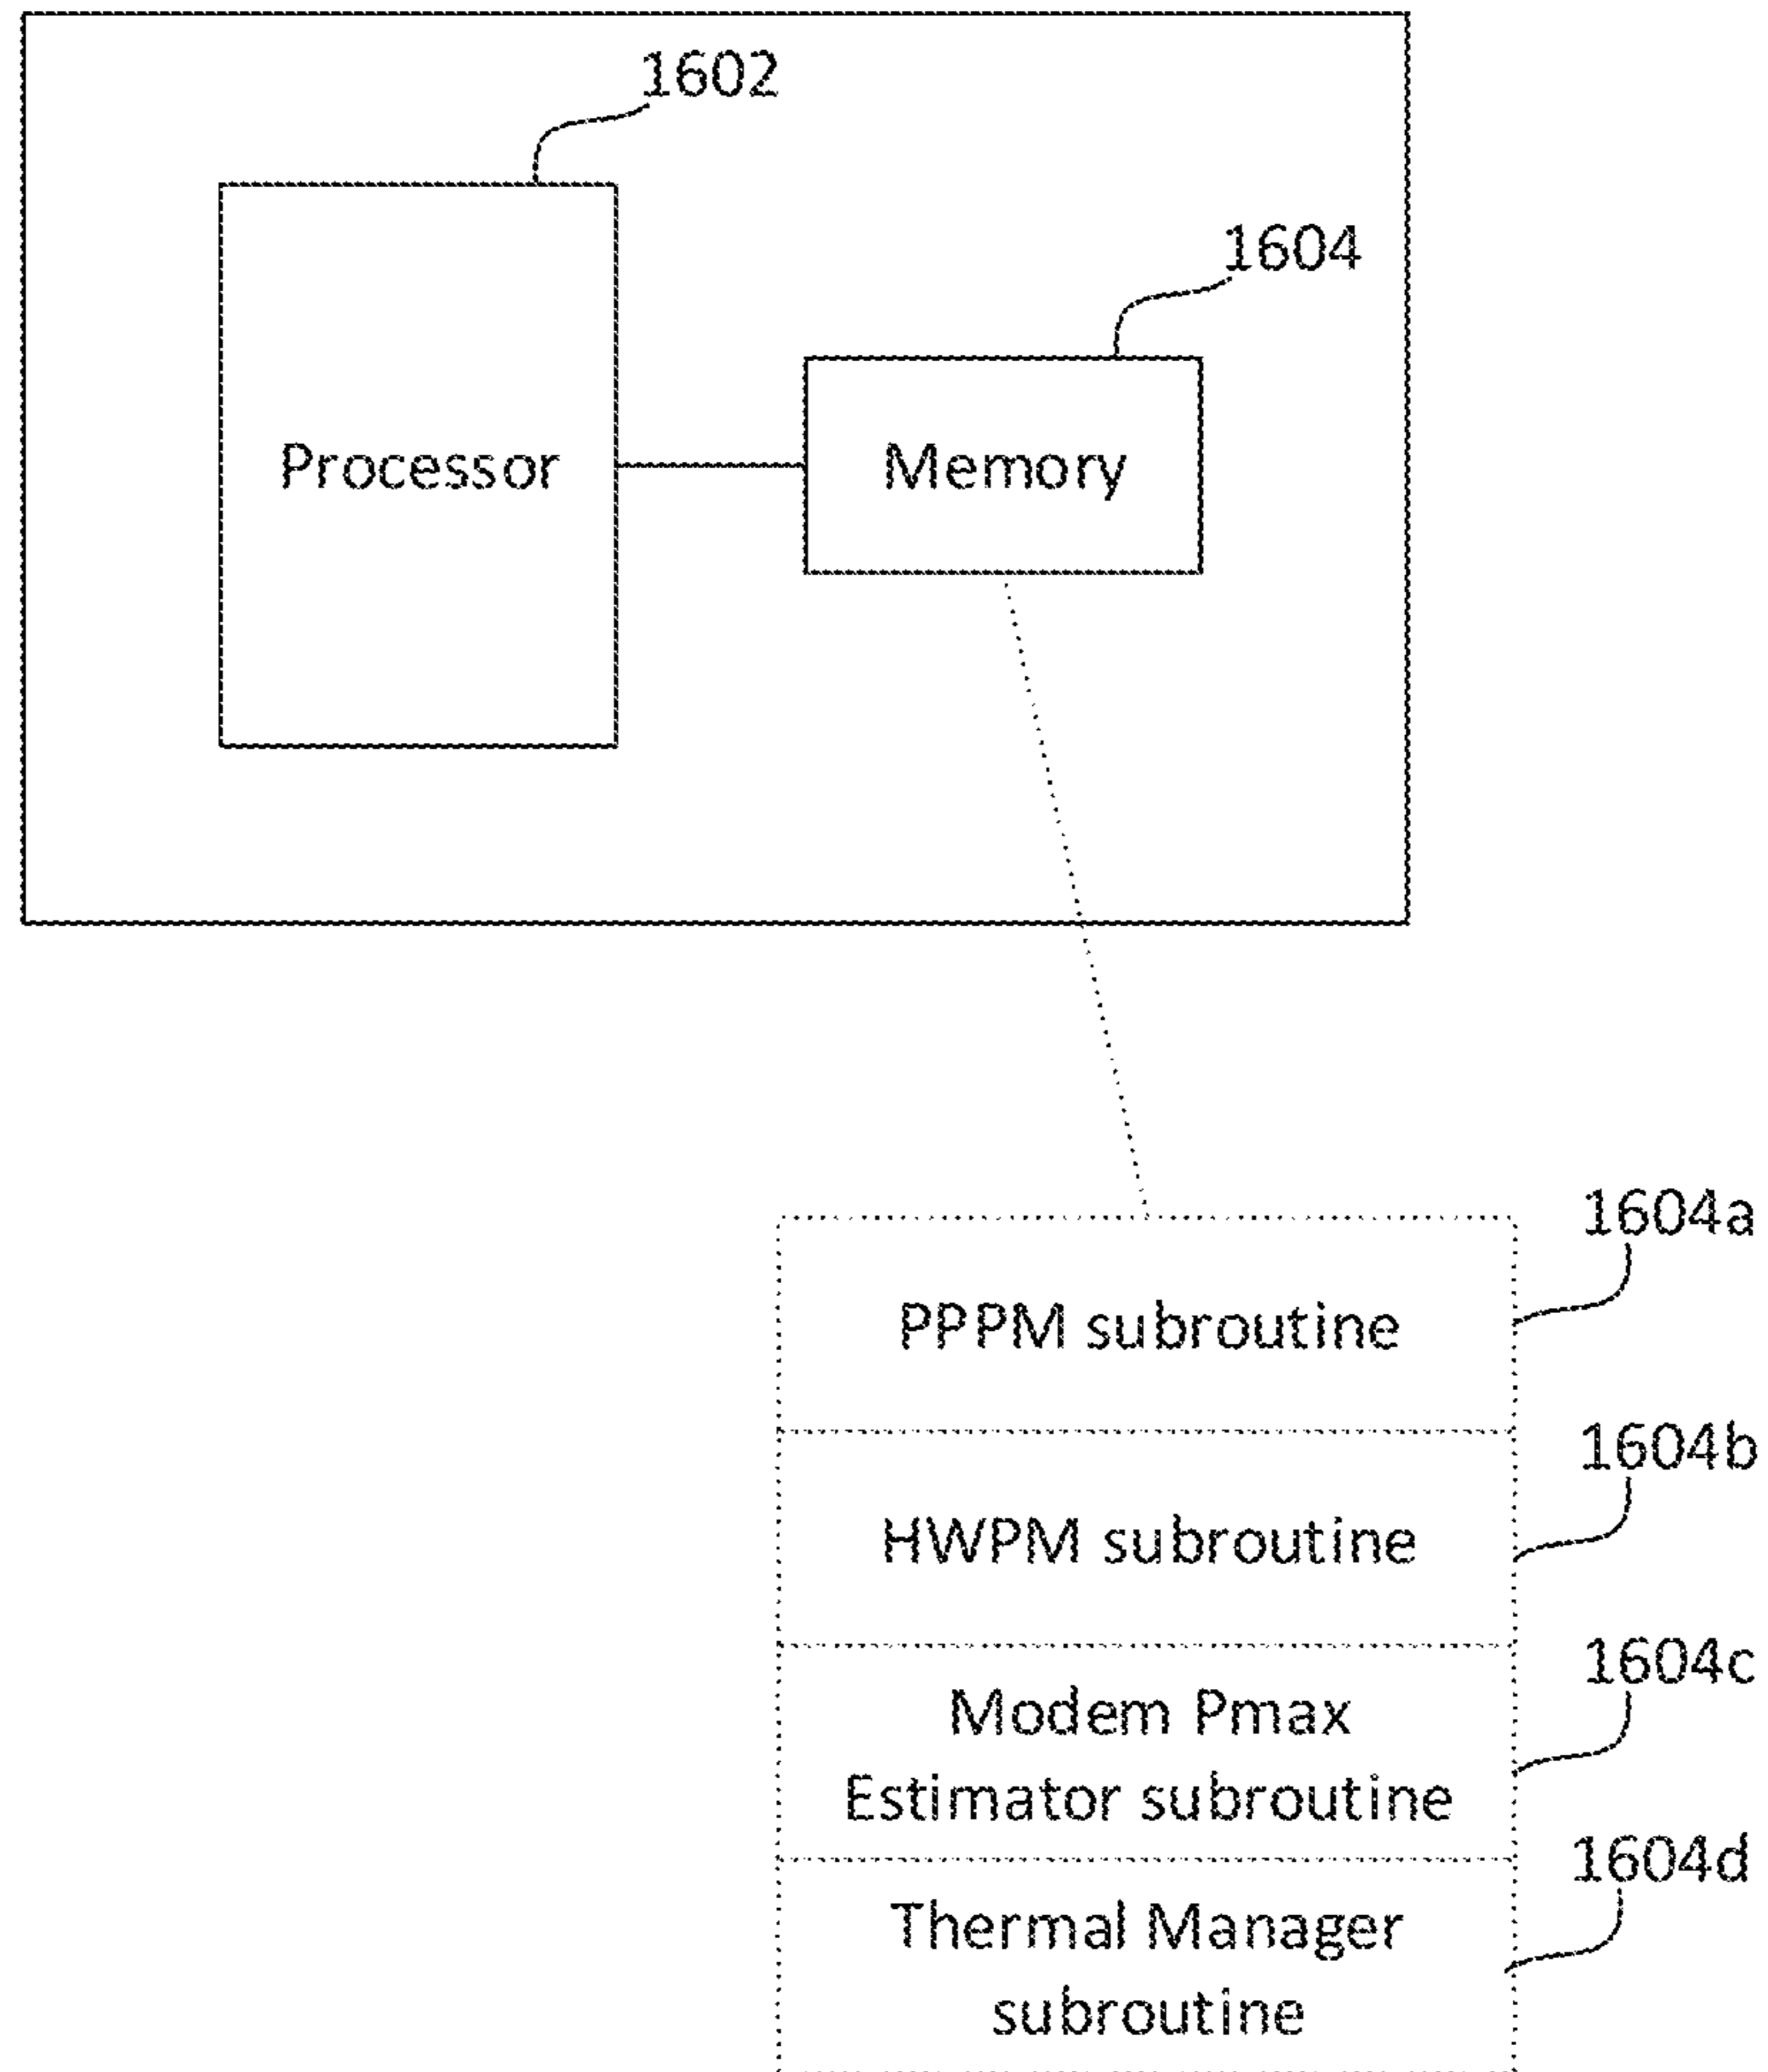 1602
1604
Processor
Memory
1604a
PPPM subroutine
1604b
HWPM subroutine
1604c
Modem Pmax
Estimator subroutine
1604d
Thermal Manager
subroutine